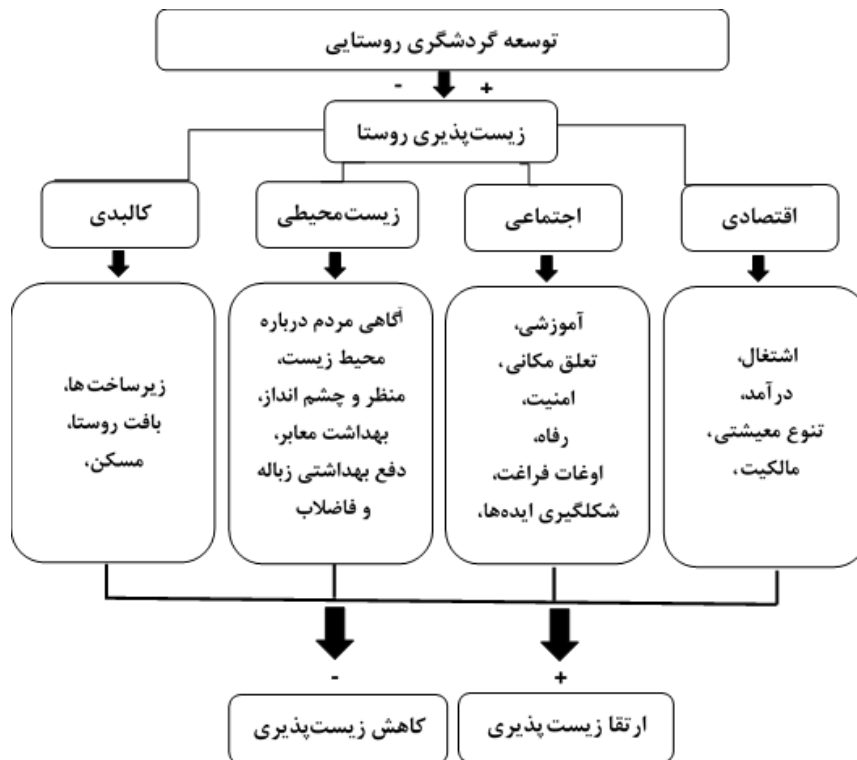 توسعه گردشگری روستایی
- +
زیست‌پذیری روستا
اقتصادی
اجتماعی
زیست‌محیطی
کالبدی
اشتغال،
درآمد،
تنوع معیشتی،
مالکیت،
آموزشی،
تعلق مکانی،
امنیت،
رفاه،
اوغات فراغت،
شکلگیری ایده‌ها،
آگاهی مردم درباره
محیط زیست،
منظر و چشم انداز،
بهداشت معابر،
دفع بهداشتی زباله
و فاضلاب
زیرساخت‌ها،
بافت روستا،
مسکن،
+
-
ارتقا زیست‌پذیری
کاهش زیست‌پذیری